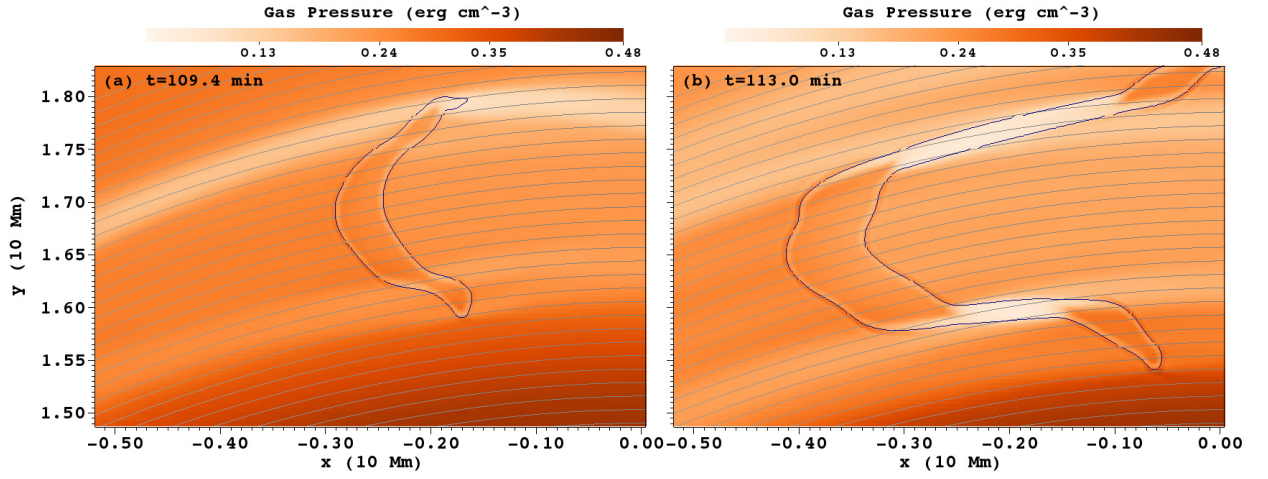 Gas Pressure (erg cm^-3)
0.13 0.24 0.35 0.48
(a) t=109.4 min
1.80
1.75
1.70
1.65
1.60
1.55
1.50
y (10 Mm)
-0.50 -0.40 -0.30 -0.20 -0.10 0.00
x (10 Mm)
Gas Pressure (erg cm^-3)
0.13 0.24 0.35 0.48
(b) t=113.0 min
-0.50 -0.40 -0.30 -0.20 -0.10 0.00
x (10 Mm)